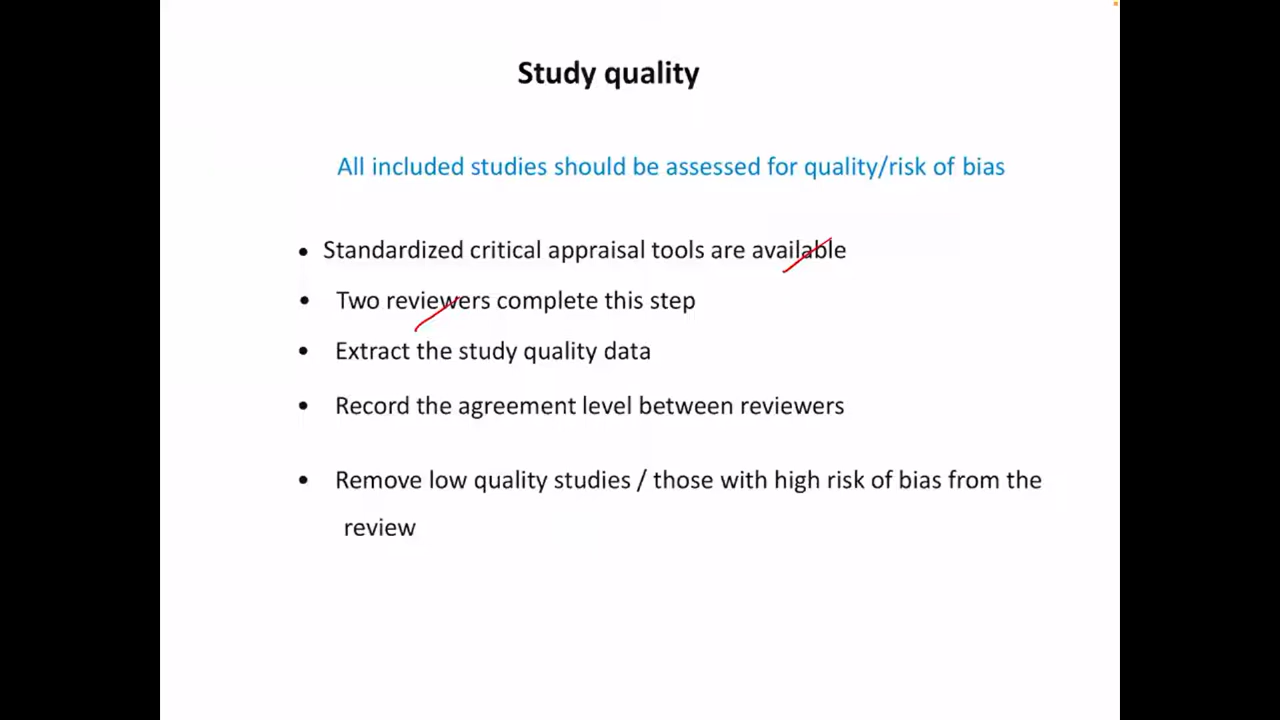 Study quality
All included studies should be assessed for quality/risk of bias
• Standardized critical appraisal tools are available
• Two reviewers complete this step
• Extract the study quality data
• Record the agreement level between reviewers
• Remove low quality studies / those with high risk of bias from the
review